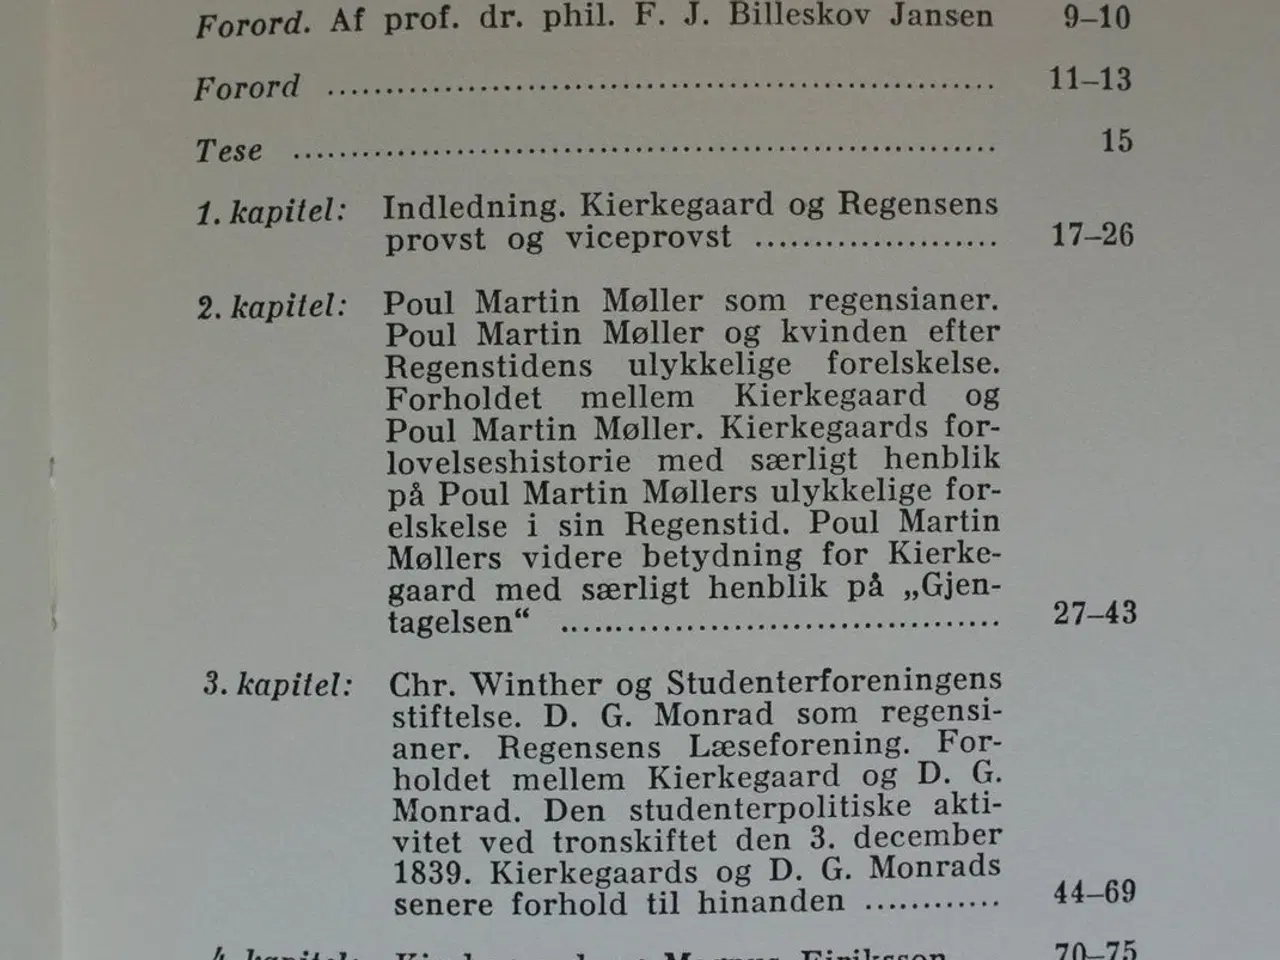 Forord. Af prof. dr. phil. F. J. Billeskov Jansen 9–10
Forord ........................................................ 11–13
Tese ............................................................ 15
1. kapitel: Indledning. Kierkegaard og Regensens
provst og viceprovst ..................... 17–26
2. kapitel: Poul Martin Møller som regensianer.
Poul Martin Møller og kvinden efter
Regenstidens ulykkelige forelskelse.
Forholdet mellem Kierkegaard og
Poul Martin Møller. Kierkegaards for-
lovelseshistorie med særligt henblik
på Poul Martin Møllers ulykkelige for-
elskelse i sin Regenstid. Poul Martin
Møllers videre betydning for Kierke-
gaard med særligt henblik på „Gjen-
tagelsen“ ...................................... 27–43
3. kapitel: Chr. Winther og Studenterforeningens
stiftelse. D. G. Monrad som regensi-
aner. Regensens Læseforening. For-
holdet mellem Kierkegaard og D. G.
Monrad. Den studenterpolitiske akti-
vitet ved tronskiftet den 3. december
1839. Kierkegaards og D. G. Monrads
senere forhold til hinanden ............ 44–69
4. kapitel: Kierkegaard og Magnus Eiriksson 70–75